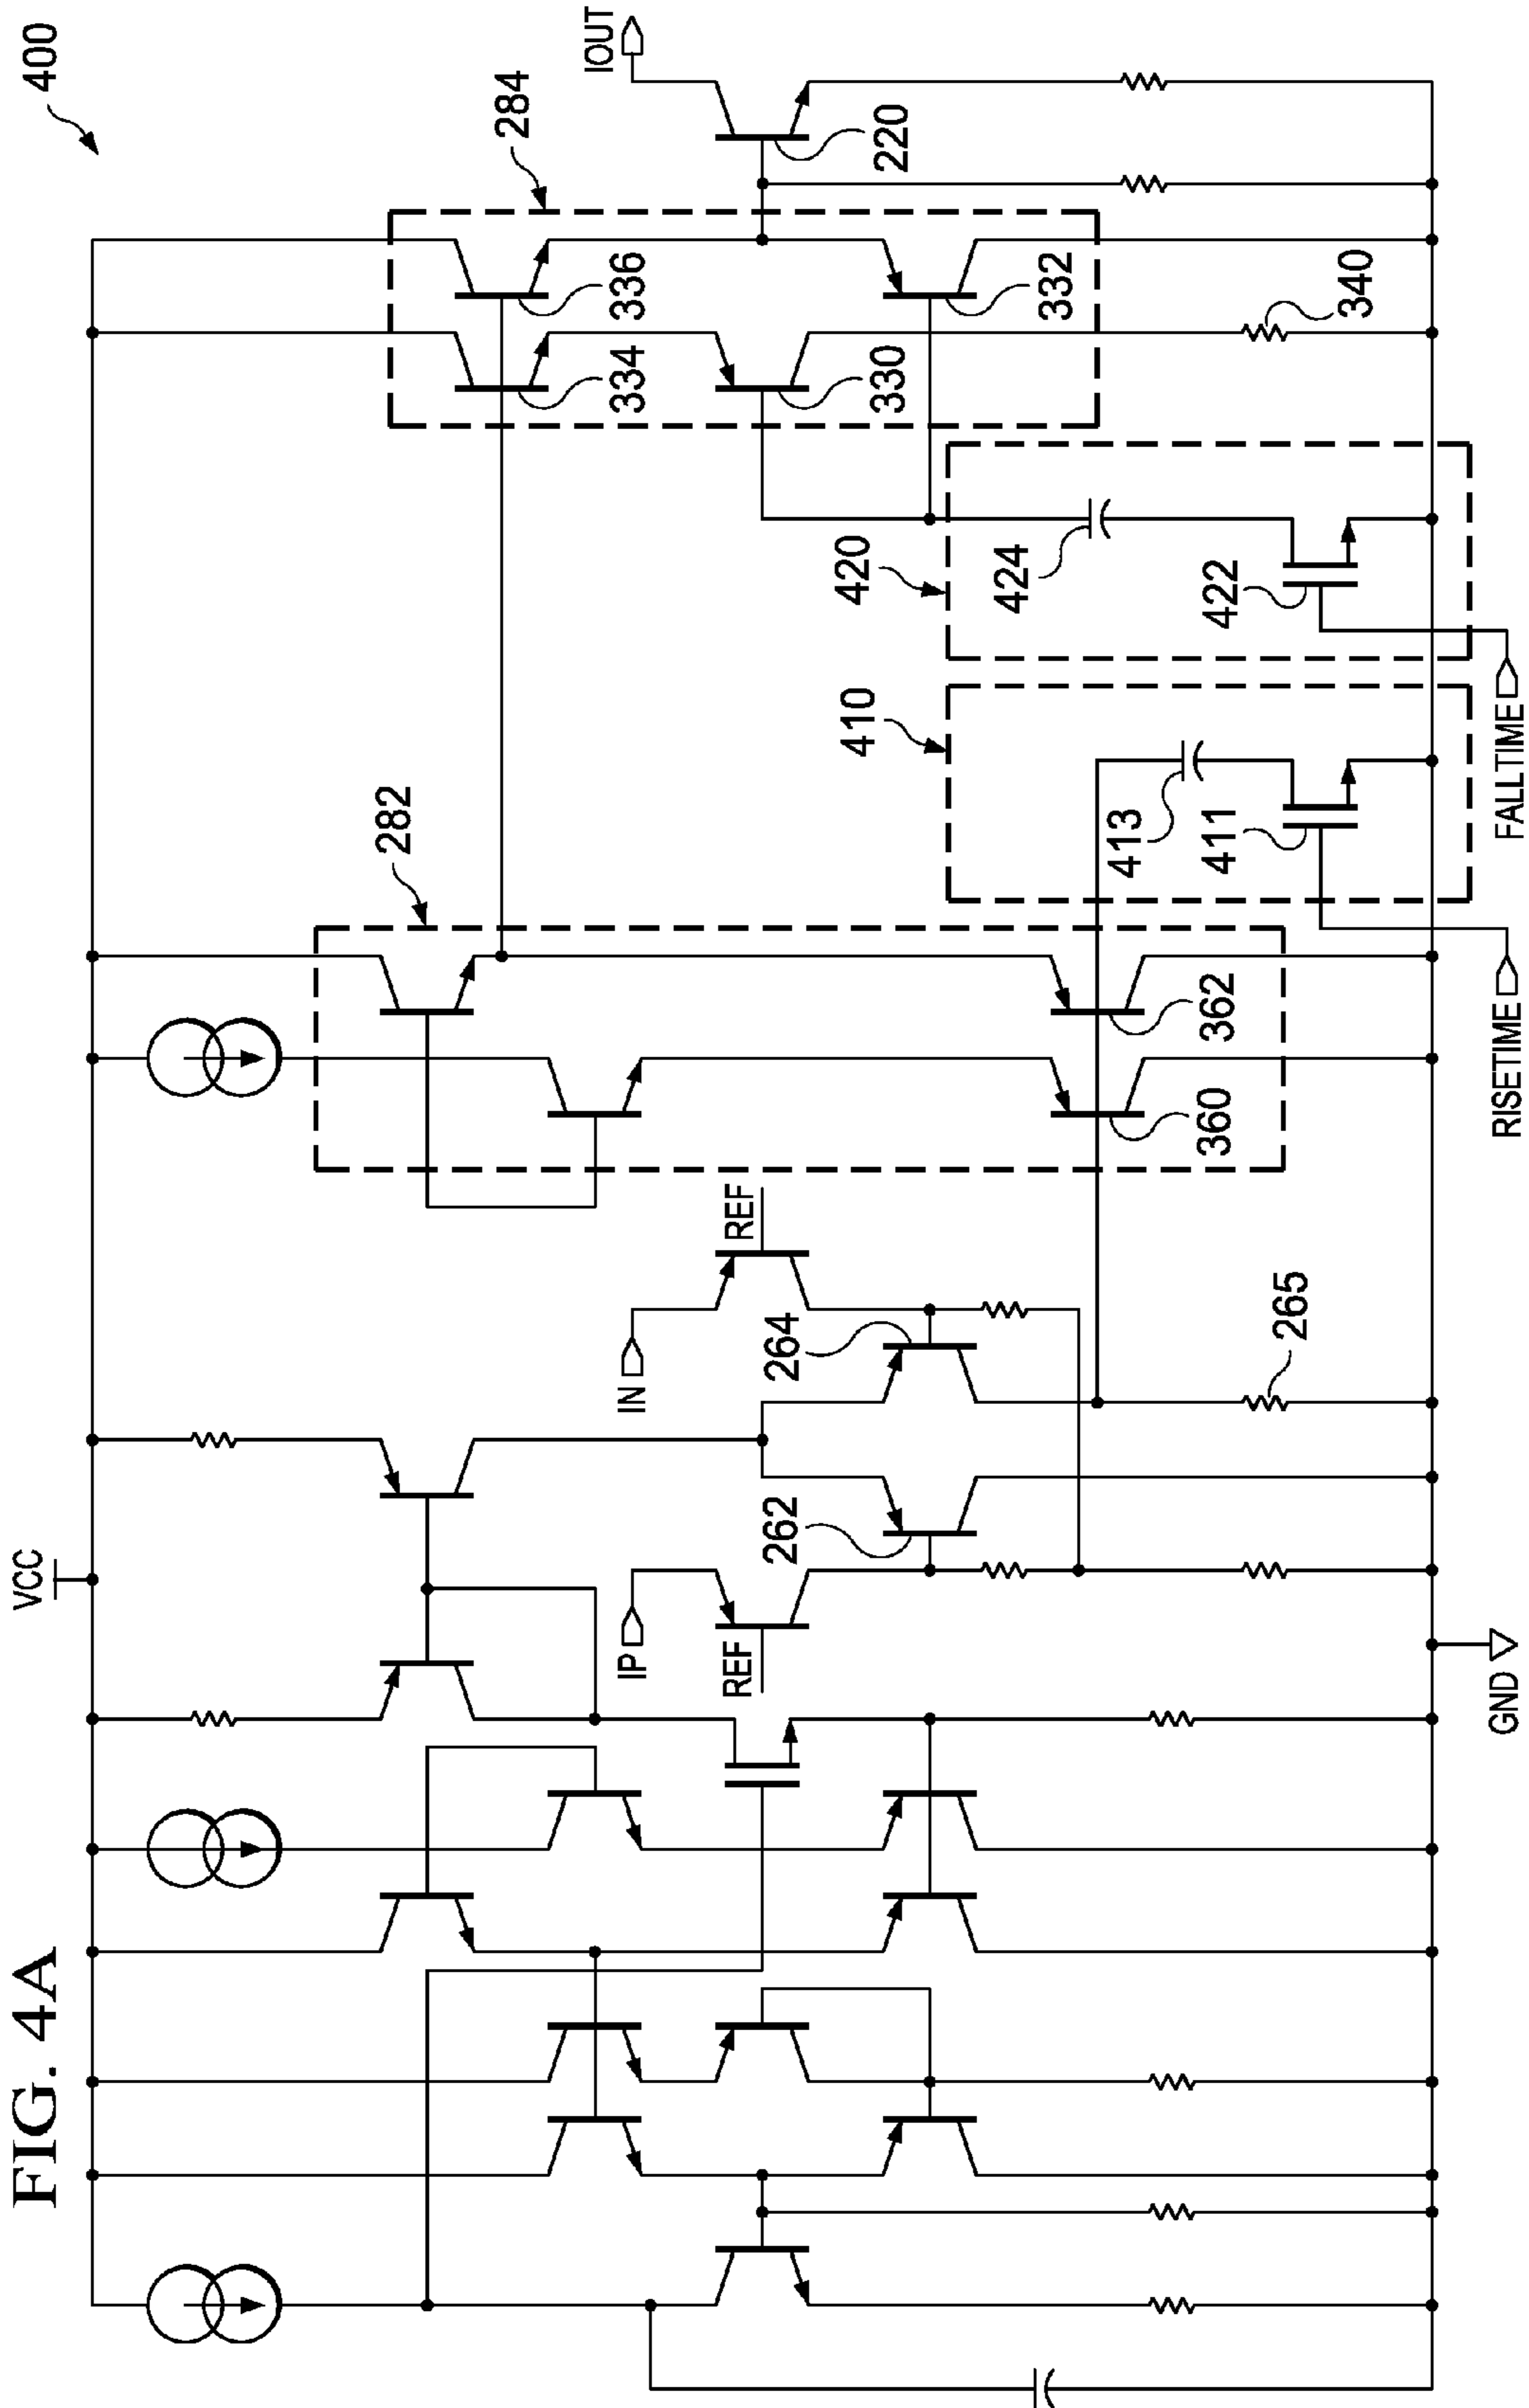 FIG. 4A
400
VCC
282
284
IOUT
336
334
IP
IN
REF
REF
262
264
220
330
332
410
420
413
424
411
422
360
362
265
340
GND
RISETIME
FALLTIME